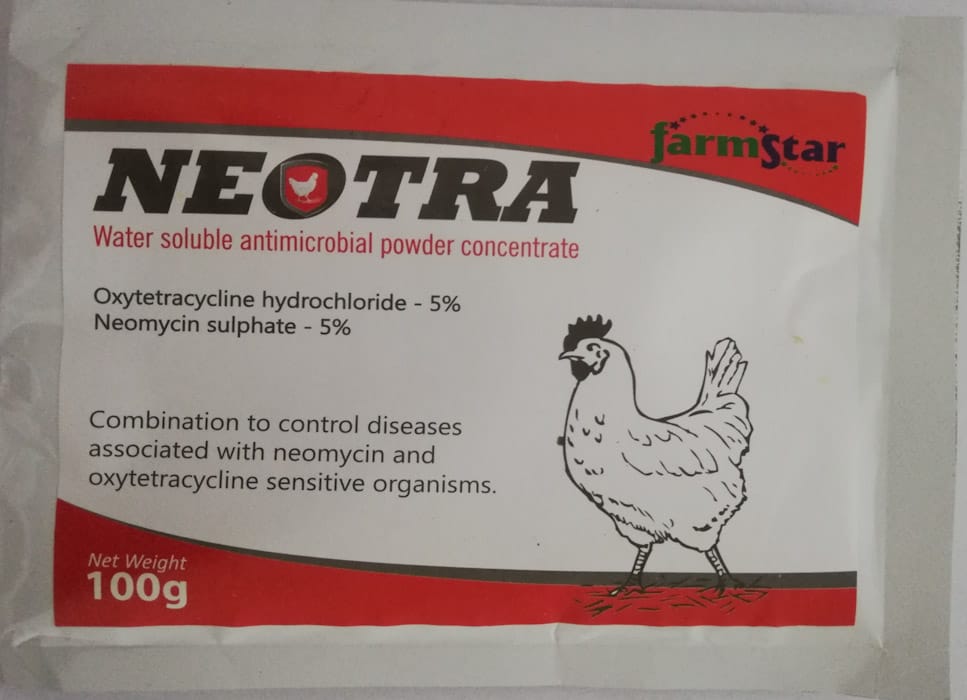 farmStar
NEOTRA
Water soluble antimicrobial powder concentrate
Oxytetracycline hydrochloride - 5%
Neomycin sulphate - 5%
Combination to control diseases
associated with neomycin and
oxytetracycline sensitive organisms.
Net Weight
100g